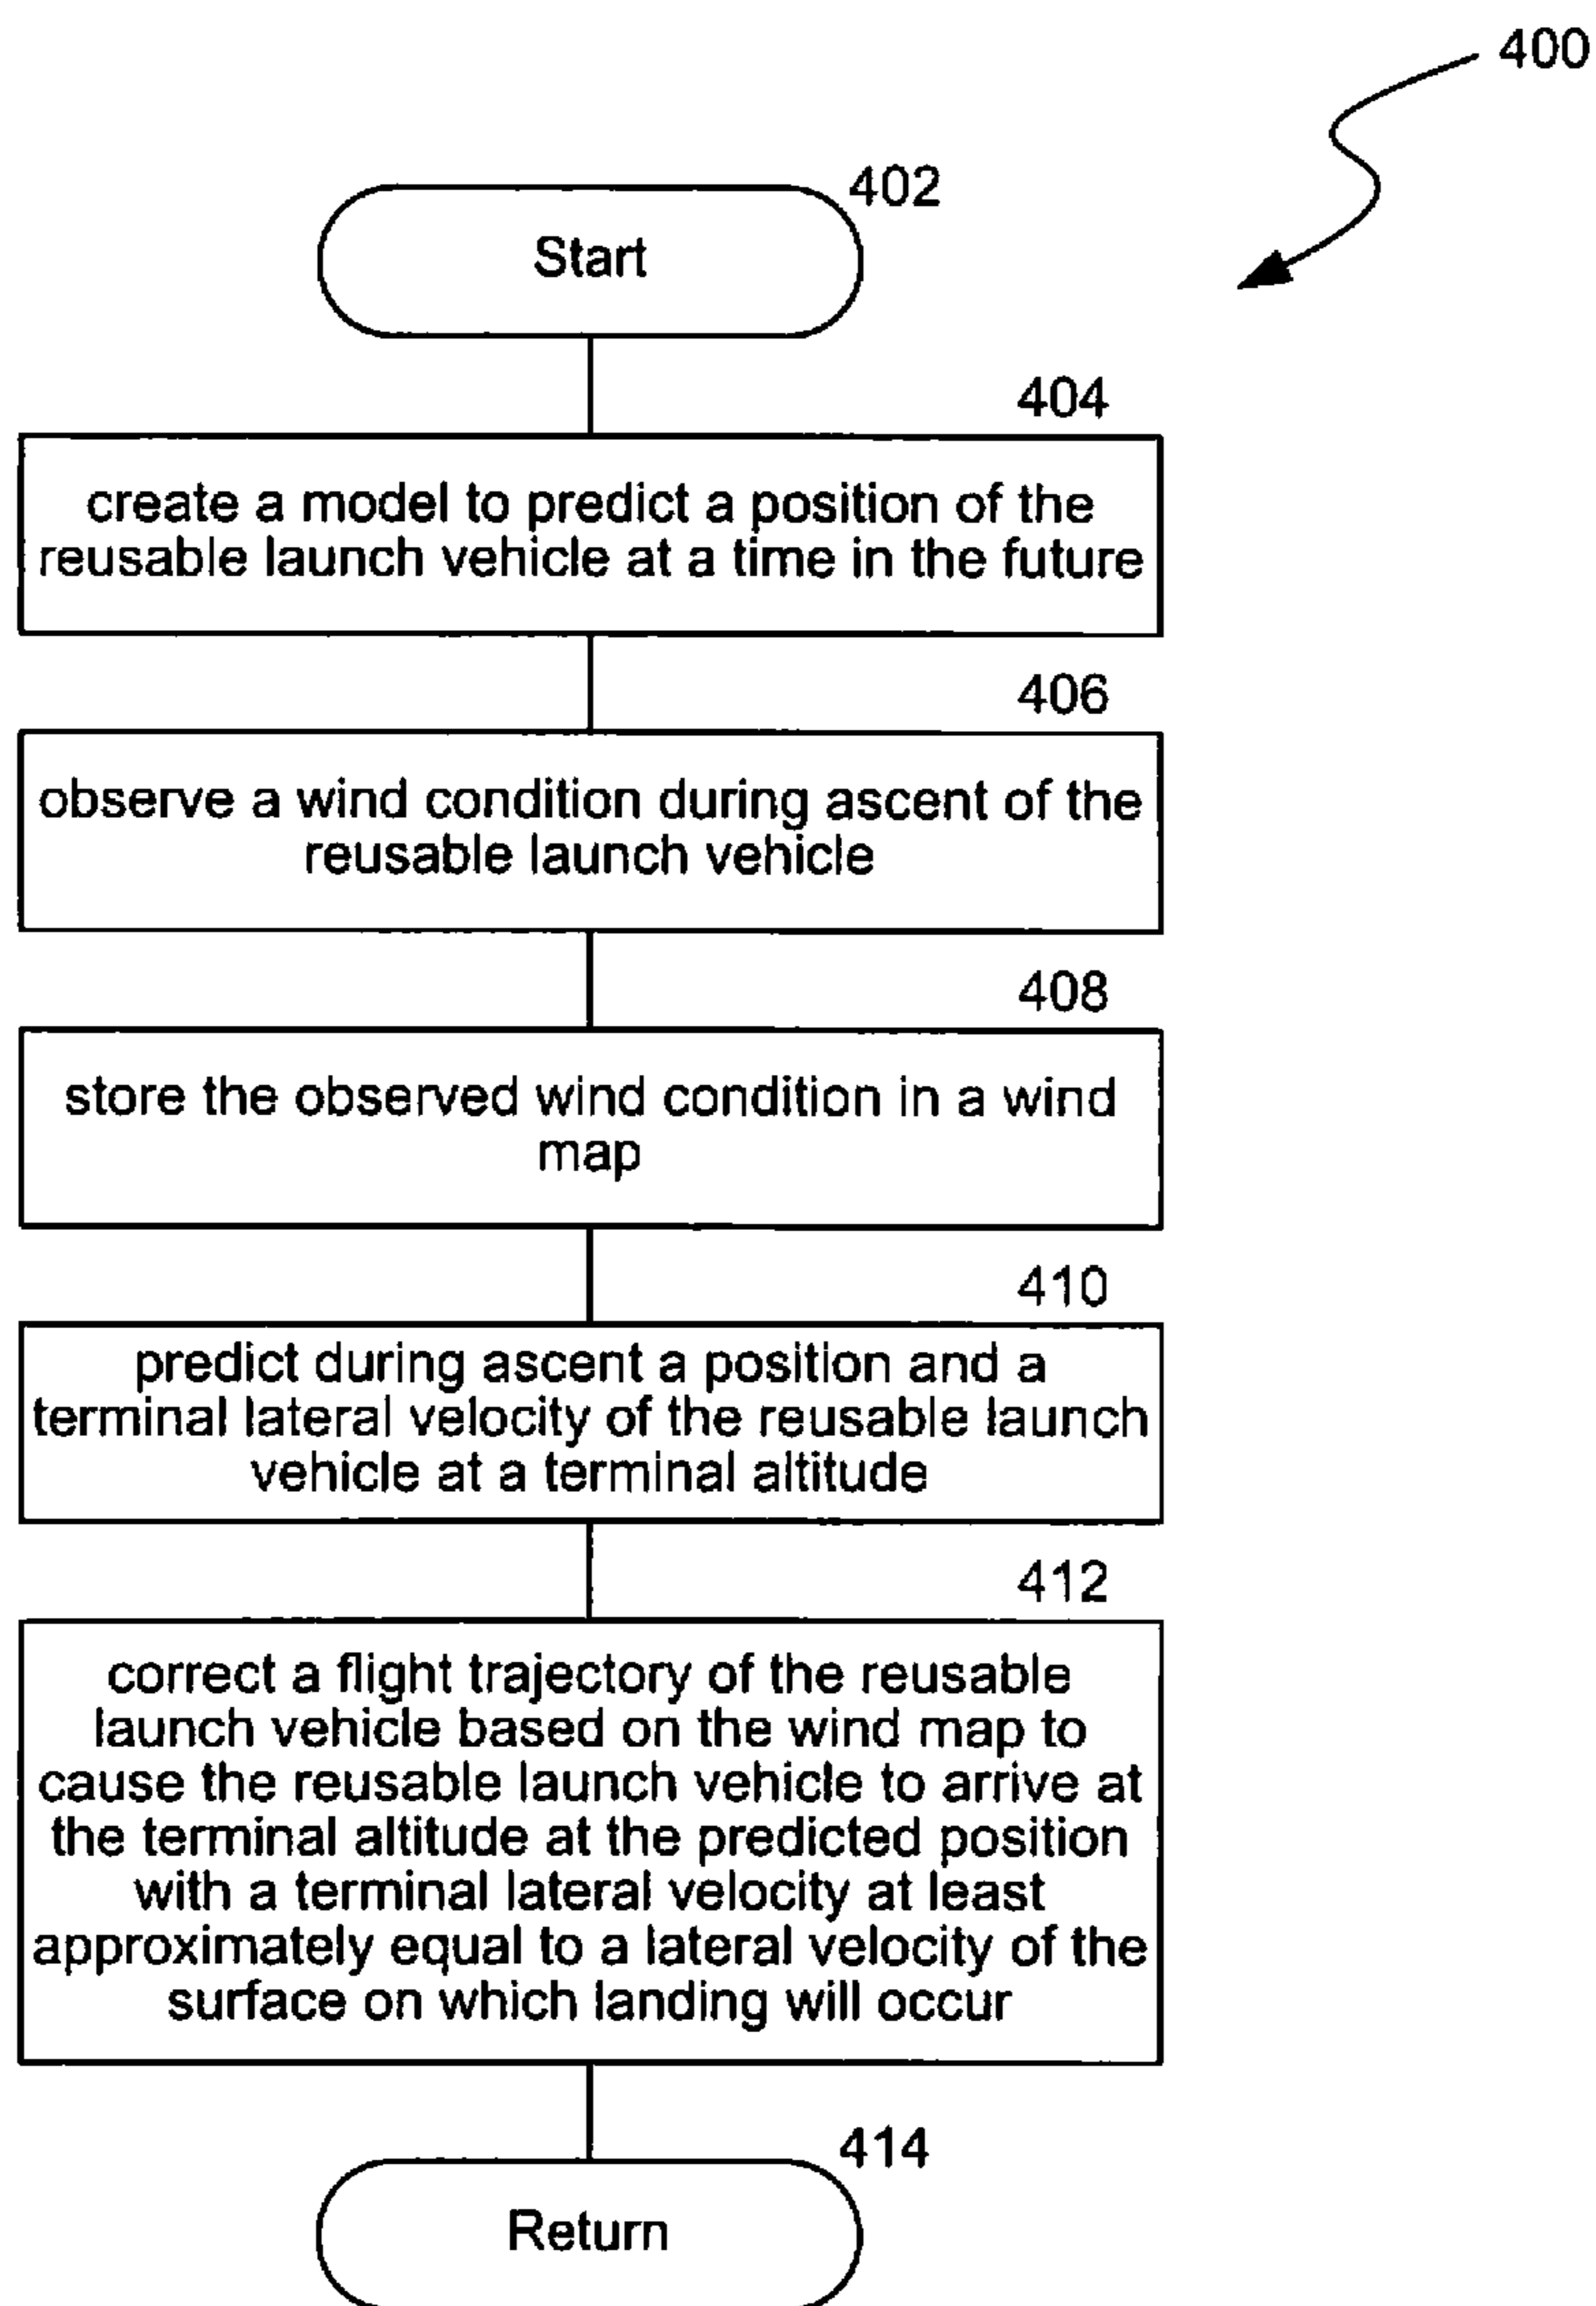 400
402
Start
404
create a model to predict a position of the
reusable launch vehicle at a time in the future
406
observe a wind condition during ascent of the
reusable launch vehicle
408
store the observed wind condition in a wind
map
410
predict during ascent a position and a
terminal lateral velocity of the reusable launch
vehicle at a terminal altitude
412
correct a flight trajectory of the reusable
launch vehicle based on the wind map to
cause the reusable launch vehicle to arrive at
the terminal altitude at the predicted position
with a terminal lateral velocity at least
approximately equal to a lateral velocity of the
surface on which landing will occur
414
Return